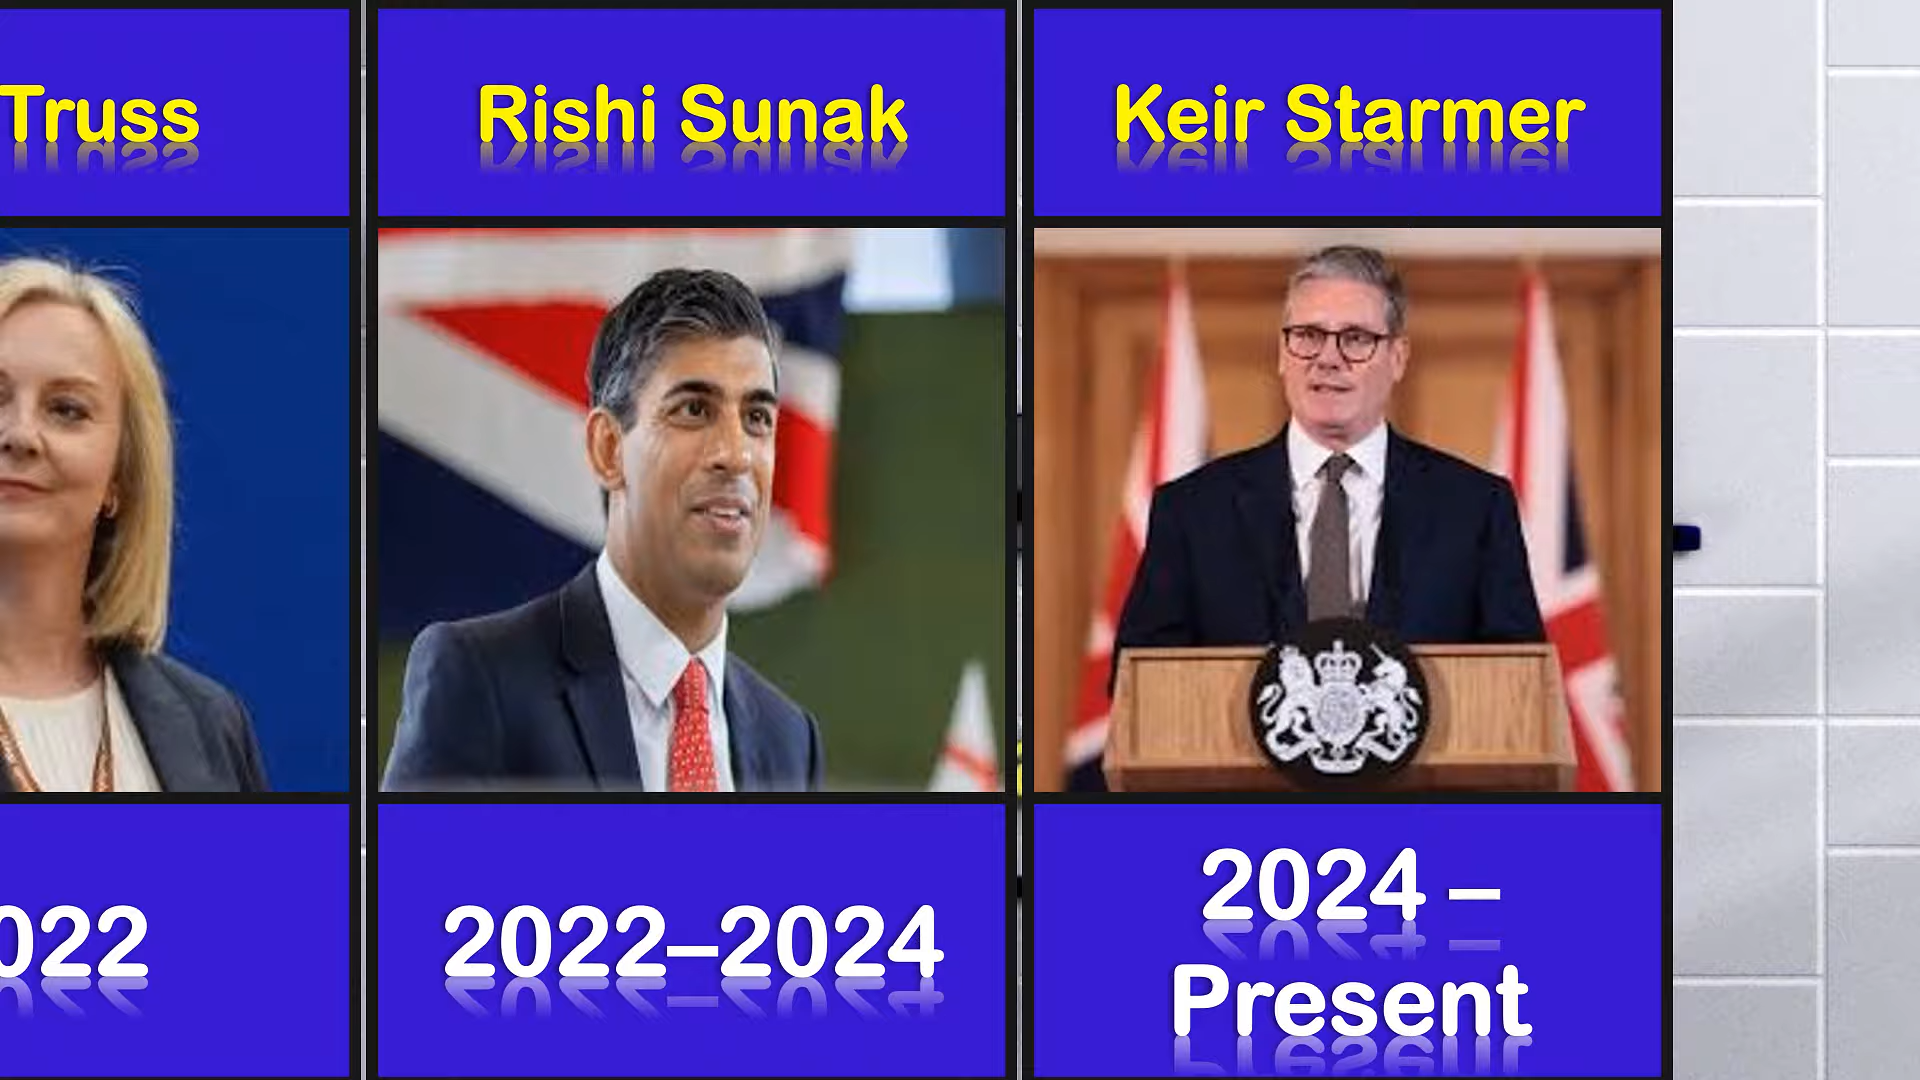 Truss
Rishi Sunak
Keir Starmer
022
2022–2024
2024 –
Present